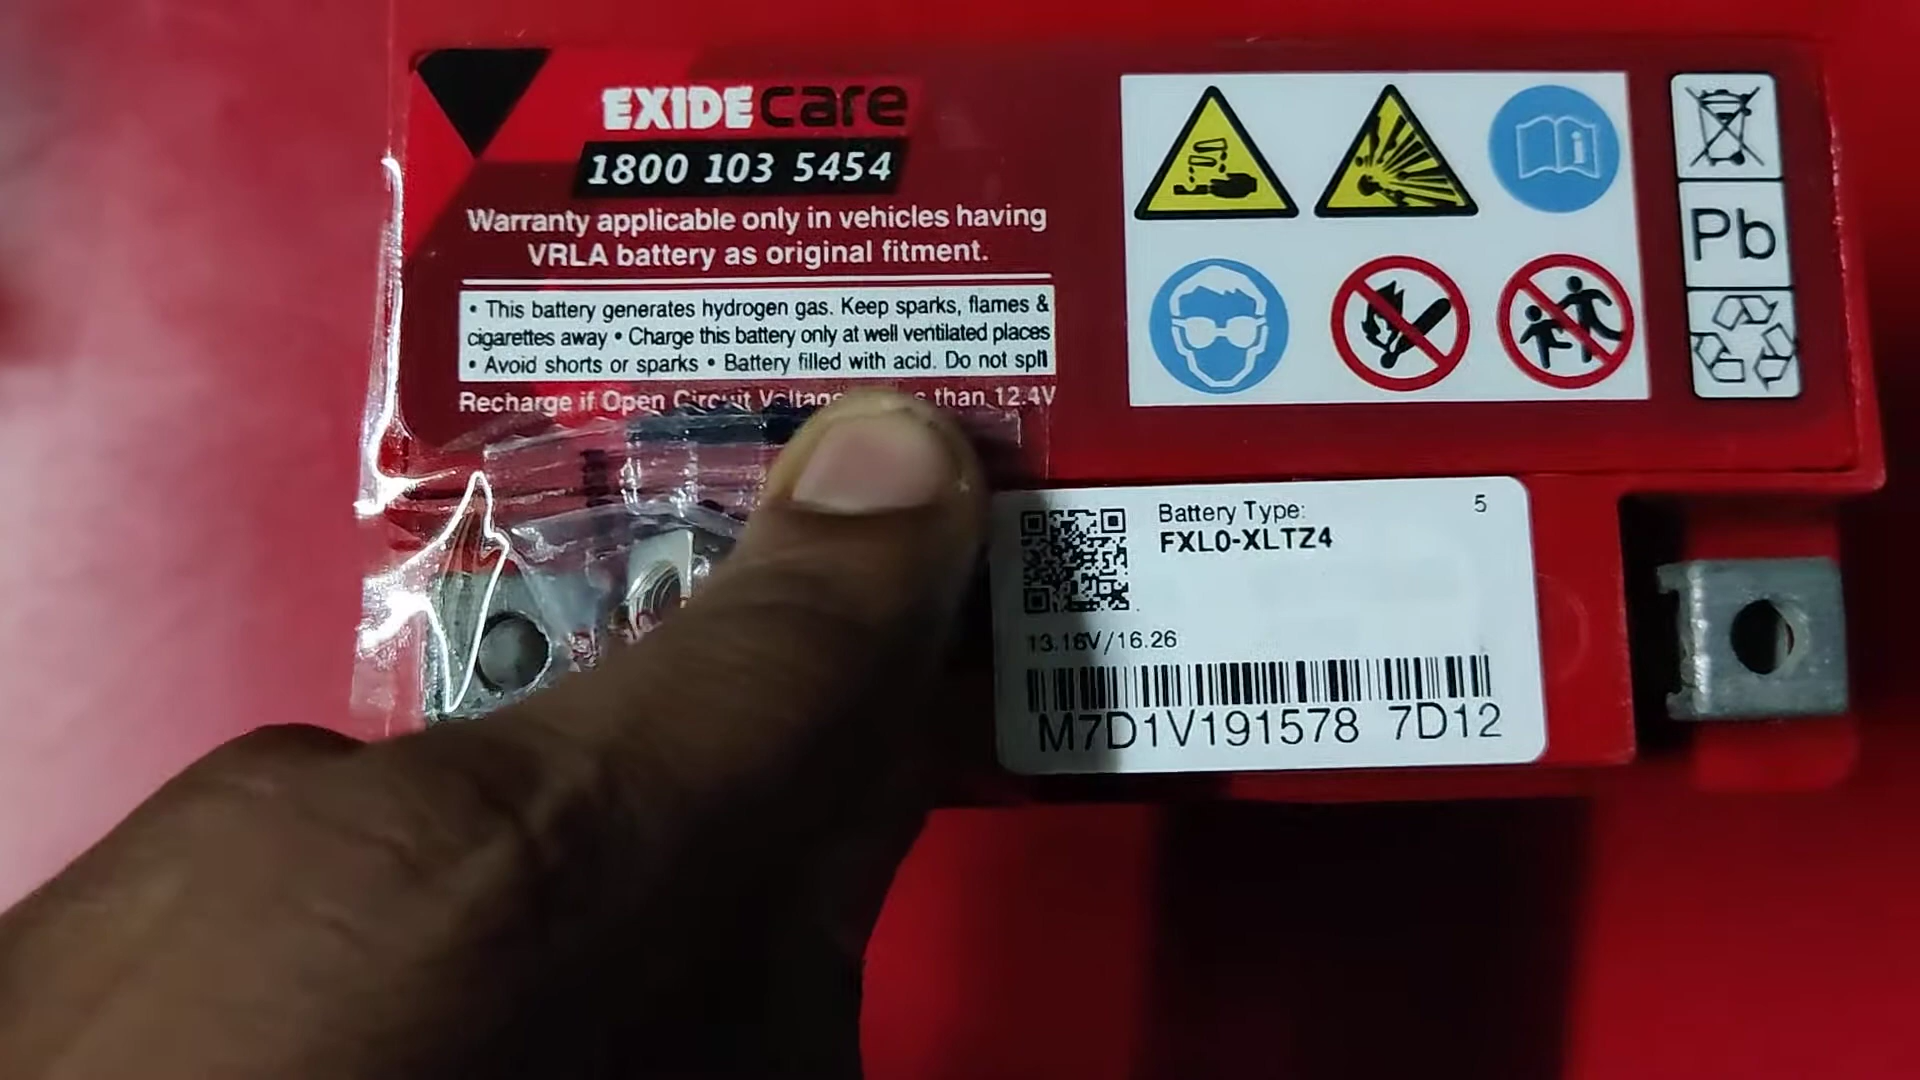 EXIDE care
1800 103 5454
Warranty applicable only in vehicles having
VRLA battery as original fitment.
• This battery generates hydrogen gas. Keep sparks, flames &
cigarettes away • Charge this battery only at well ventilated places
• Avoid shorts or sparks • Battery filled with acid. Do not spll
Recharge if Open Circuit Voltage than 12.4V
Pb
Battery Type: 5
FXL0-XLTZ4
13.16V/16.26
M7D1V191578 7D12